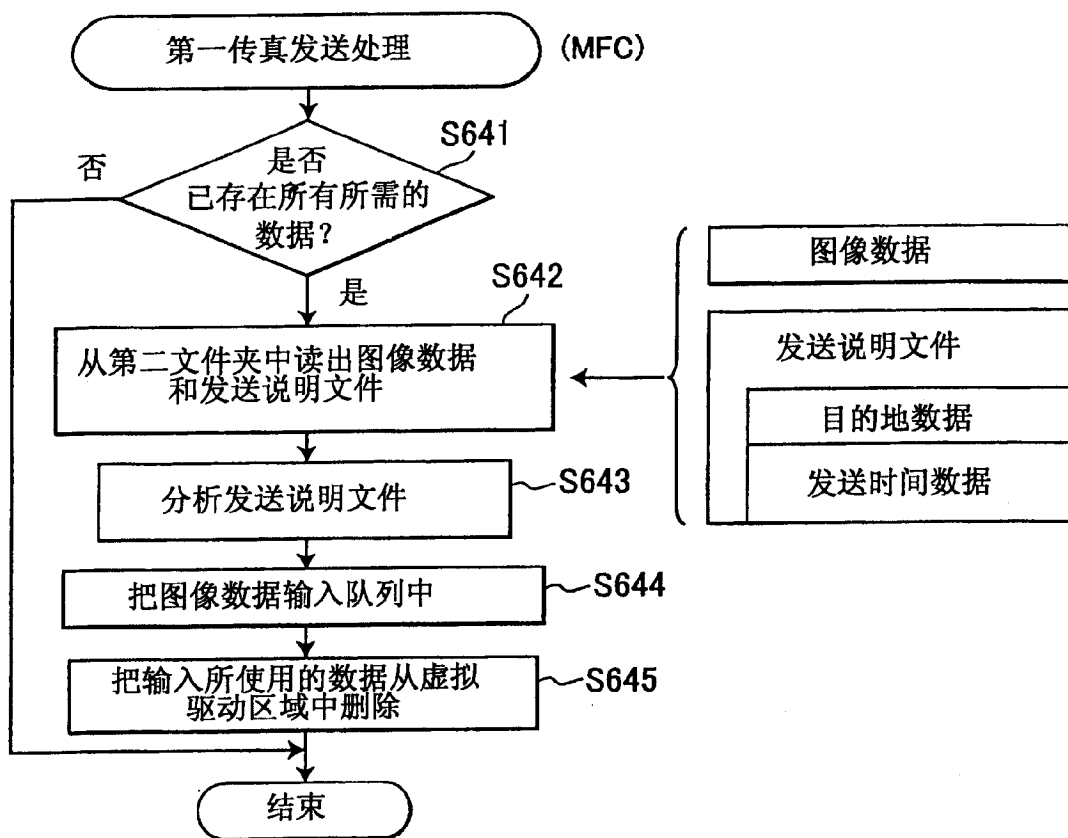 第一传真发送处理
(MFC)
S641
否
是否
已存在所有所需的
数据？
是
S642
从第二文件夹中读出图像数据
和发送说明文件
图像数据
发送说明文件
目的地数据
发送时间数据
分析发送说明文件
S643
把图像数据输入队列中
S644
把输入所使用的数据从虚拟
驱动区域中删除
S645
结束